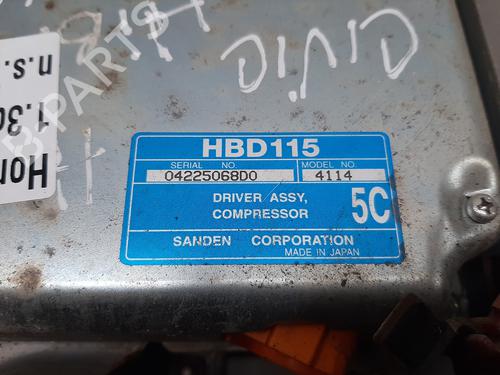 HBD115
SERIAL NO. MODEL NO.
04225068D0 4114
DRIVER ASSY,
COMPRESSOR
5C
SANDEN CORPORATION
MADE IN JAPAN
Hon
1.3
n.s.
B-PARTS